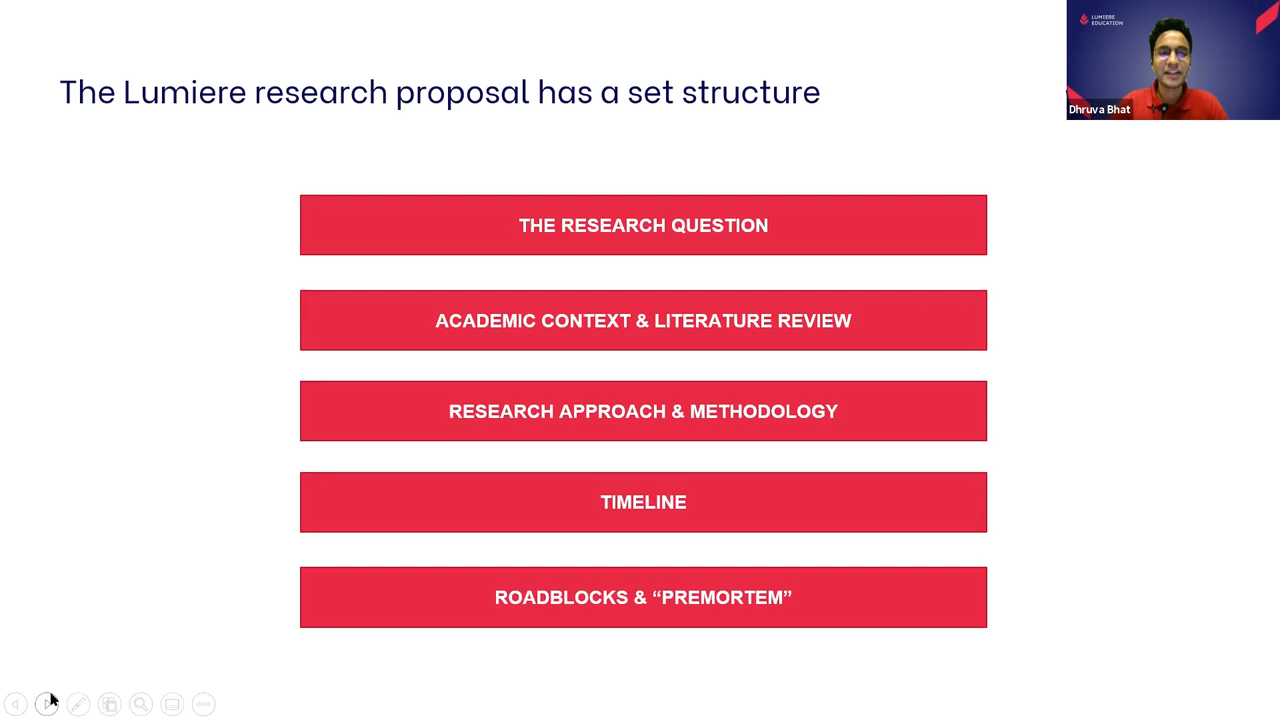 LUMIERE
EDUCATION
Dhruva Bhat
The Lumiere research proposal has a set structure
THE RESEARCH QUESTION
ACADEMIC CONTEXT & LITERATURE REVIEW
RESEARCH APPROACH & METHODOLOGY
TIMELINE
ROADBLOCKS & “PREMORTEM”